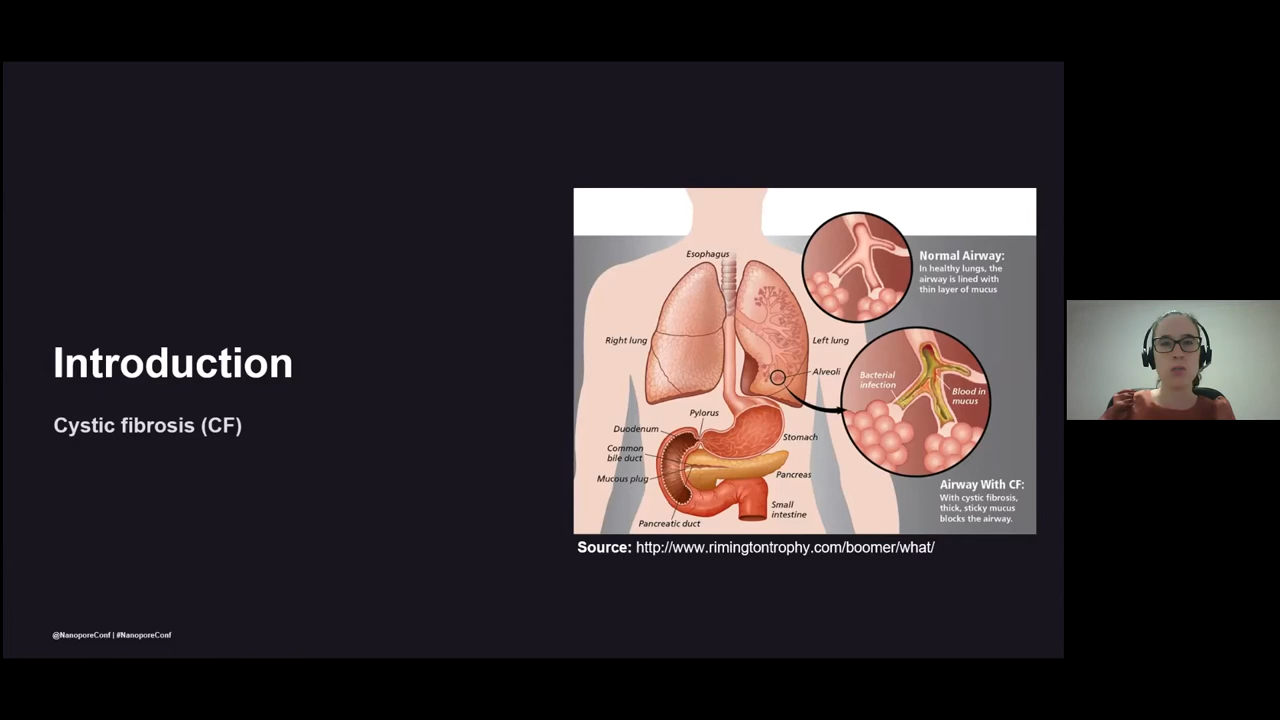 Introduction
Cystic fibrosis (CF)
Esophagus
Right lung
Left lung
Alveoli
Pylorus
Duodenum
Common
bile duct
Mucous plug
Pancreatic duct
Stomach
Pancreas
Small
intestine
Normal Airway:
In healthy lungs, the
airway is lined with
thin layer of mucus
Bacterial
infection
Blood in
mucus
Airway With CF:
With cystic fibrosis,
thick, sticky mucus
blocks the airway.
Source: http://www.rimingtontrophy.com/boomer/what/
@NanoporeConf | #NanoporeConf